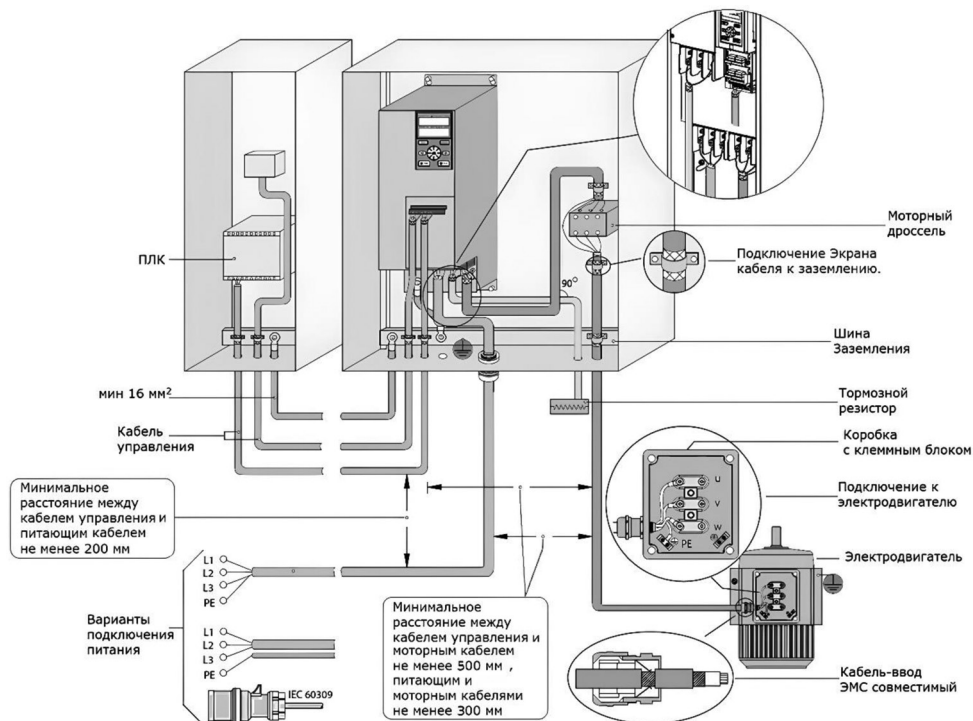 ПЛК
90°
Моторный
дроссель
Подключение Экрана
кабеля к заземлению.
Шина
Заземления
мин 16 мм²
Тормозной
резистор
Кабель
управления
Коробка
с клеммным блоком
U
V
W
PE
Подключение к
электродвигателю
Электродвигатель
Минимальное
расстояние между
кабелем управления и
питающим кабелем
не менее 200 мм
L1
L2
L3
PE
Варианты
подключения
питания
L1
L2
L3
PE
IEC 60309
Минимальное
расстояние между
кабелем управления и
моторным кабелем
не менее 500 мм ,
питающим и
моторным кабелями
не менее 300 мм
Кабель-ввод
ЭМС совместимый